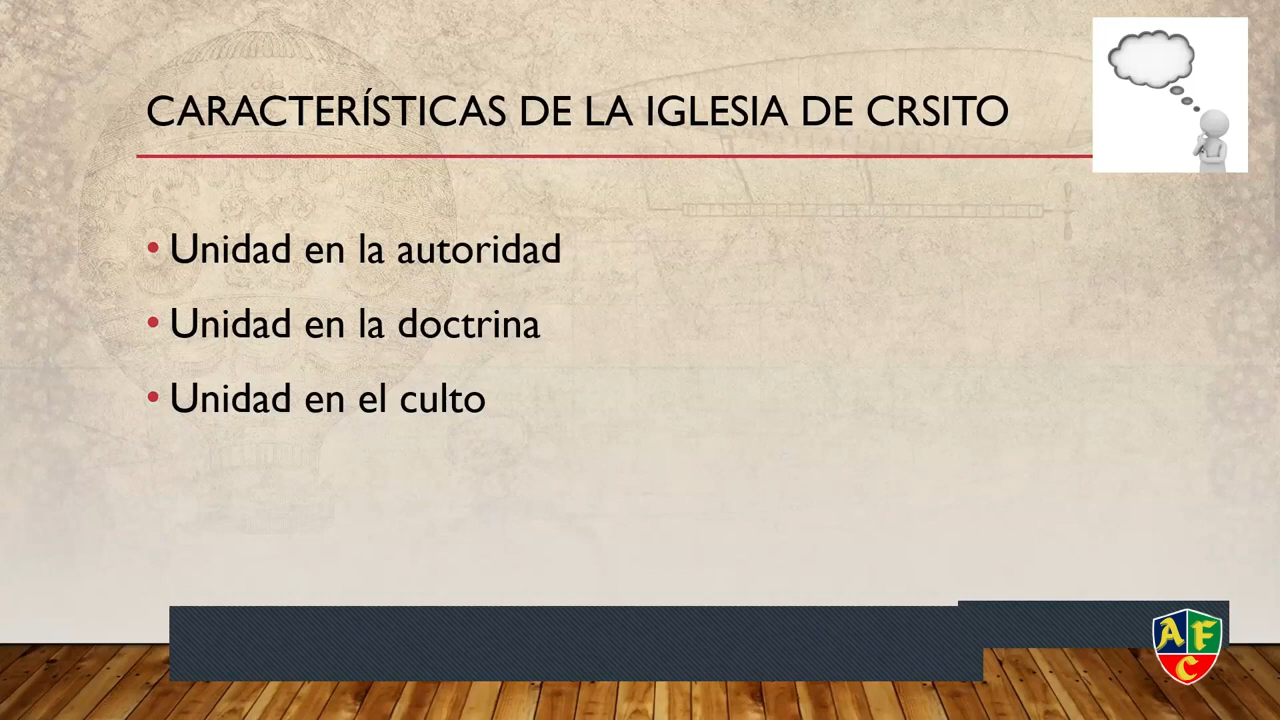 CARACTERÍSTICAS DE LA IGLESIA DE CRSITO
• Unidad en la autoridad
• Unidad en la doctrina
• Unidad en el culto
A F
C